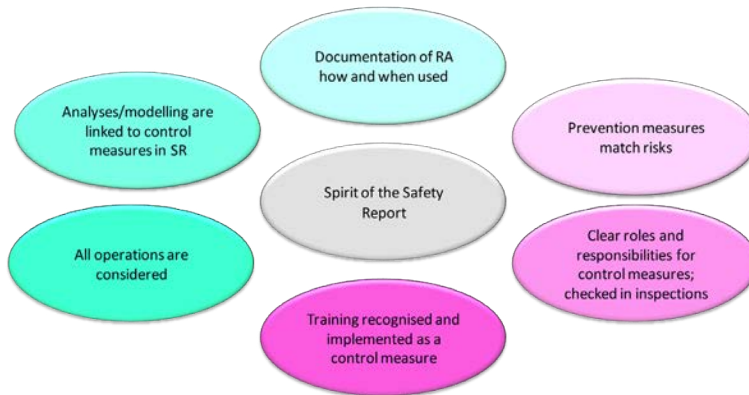 Documentation of RA
how and when used
Analyses/modelling are
linked to control
measures in SR
Prevention measures
match risks
Spirit of the Safety
Report
All operations are
considered
Clear roles and
responsibilities for
control measures;
checked in inspections
Training recognised and
implemented as a
control measure